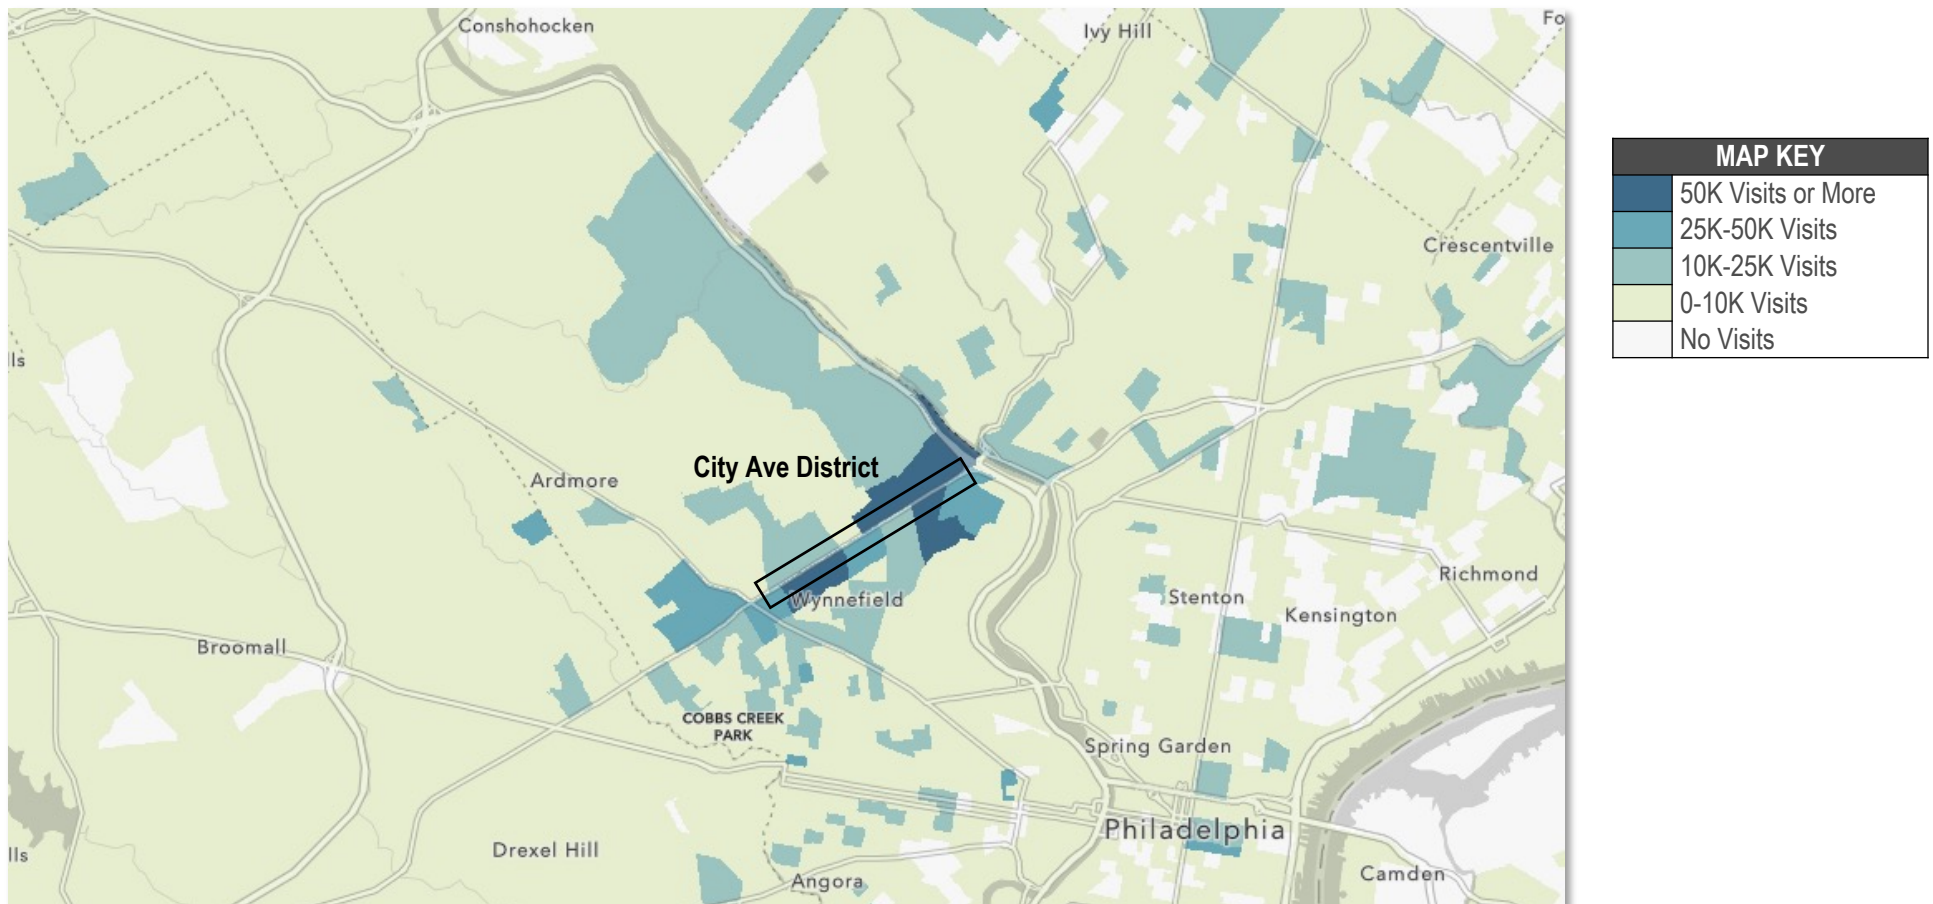 Conshohocken
Ivy Hill
Fo
Crescentville
lls
City Ave District
Ardmore
Wynnefield
Richmond
Stenton
Kensington
Broomall
COBBS CREEK
PARK
Spring Garden
Philadelphia
Drexel Hill
lls
Angora
Camden
MAP KEY
50K Visits or More
25K-50K Visits
10K-25K Visits
0-10K Visits
No Visits